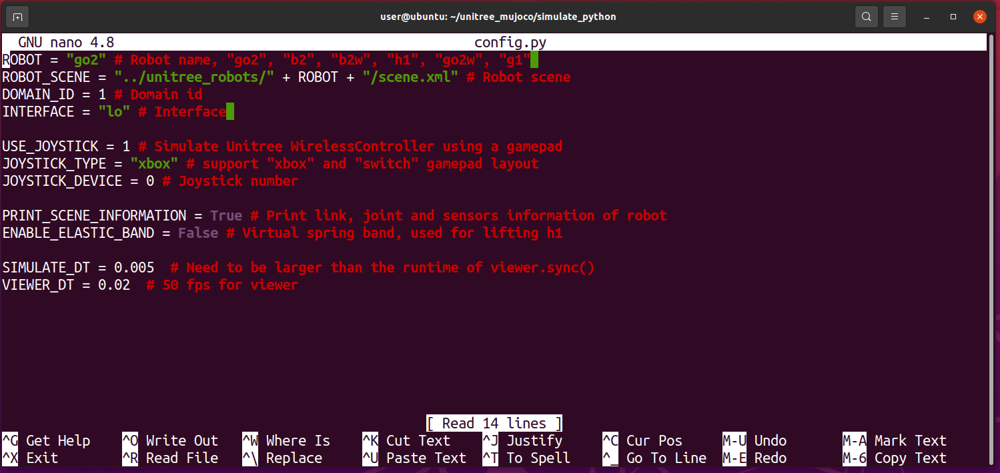 user@ubuntu: ~/unitree_mujoco/simulate_python
GNU nano 4.8 config.py
ROBOT = "go2" # Robot name, "go2", "b2", "b2w", "h1", "go2w", "g1"
ROBOT_SCENE = "../unitree_robots/" + ROBOT + "/scene.xml" # Robot scene
DOMAIN_ID = 1 # Domain id
INTERFACE = "lo" # Interface
USE_JOYSTICK = 1 # Simulate Unitree WirelessController using a gamepad
JOYSTICK_TYPE = "xbox" # support "xbox" and "switch" gamepad layout
JOYSTICK_DEVICE = 0 # Joystick number
PRINT_SCENE_INFORMATION = True # Print link, joint and sensors information of robot
ENABLE_ELASTIC_BAND = False # Virtual spring band, used for lifting h1
SIMULATE_DT = 0.005  # Need to be larger than the runtime of viewer.sync()
VIEWER_DT = 0.02  # 50 fps for viewer
[ Read 14 lines ]
^G Get Help ^O Write Out ^W Where Is ^K Cut Text ^J Justify ^C Cur Pos M-U Undo M-A Mark Text
^X Exit ^R Read File ^\ Replace ^U Paste Text ^T To Spell ^_ Go To Line M-E Redo M-6 Copy Text